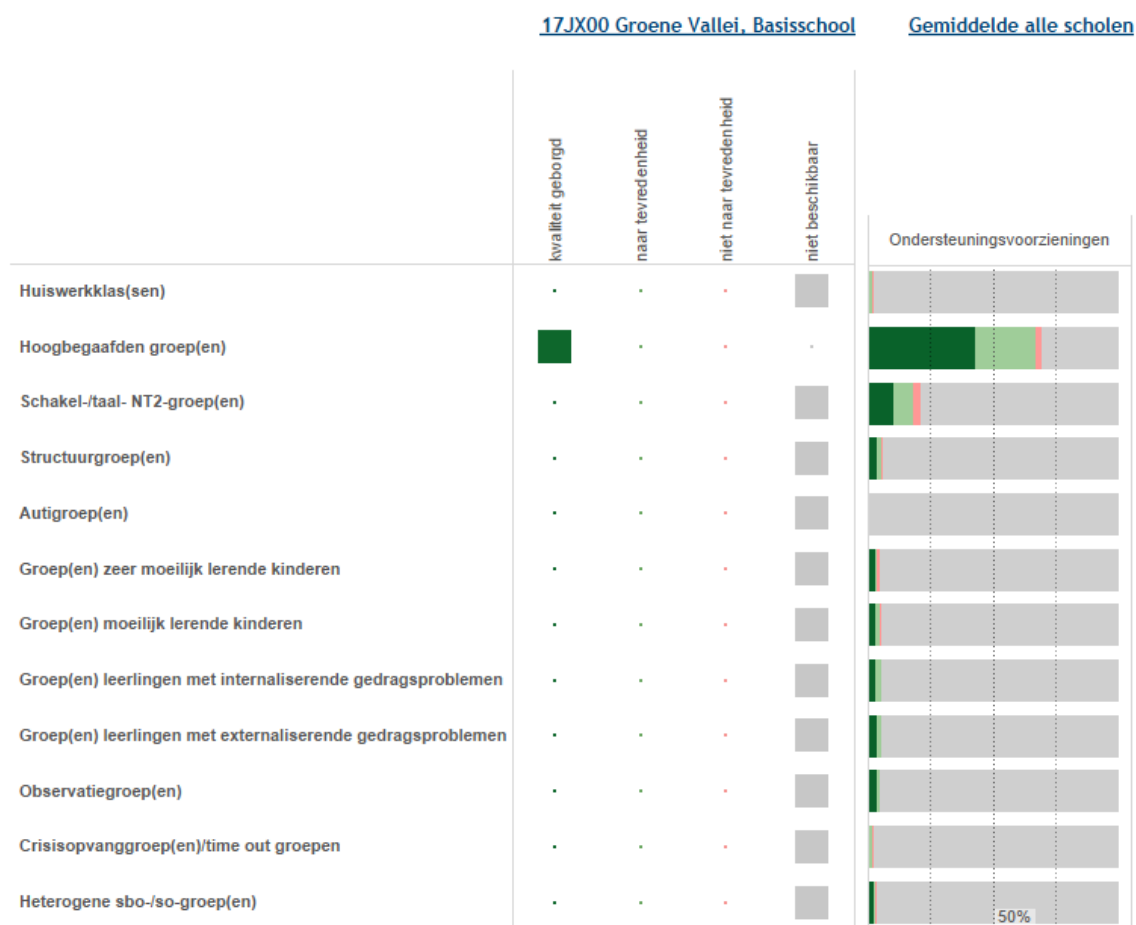 17JX00 Groene Vallei, Basisschool
Gemiddelde alle scholen
kwaliteit geborgd
naar tevredenheid
niet naar tevredenheid
niet beschikbaar
Ondersteuningsvoorzieningen
Huiswerkklas(sen)
Hoogbegaafden groep(en)
Schakel-/taal- NT2-groep(en)
Structuurgroep(en)
Autigroep(en)
Groep(en) zeer moeilijk lerende kinderen
Groep(en) moeilijk lerende kinderen
Groep(en) leerlingen met internaliserende gedragsproblemen
Groep(en) leerlingen met externaliserende gedragsproblemen
Observatiegroep(en)
Crisisopvanggroep(en)/time out groepen
Heterogene sbo-/so-groep(en)
50%